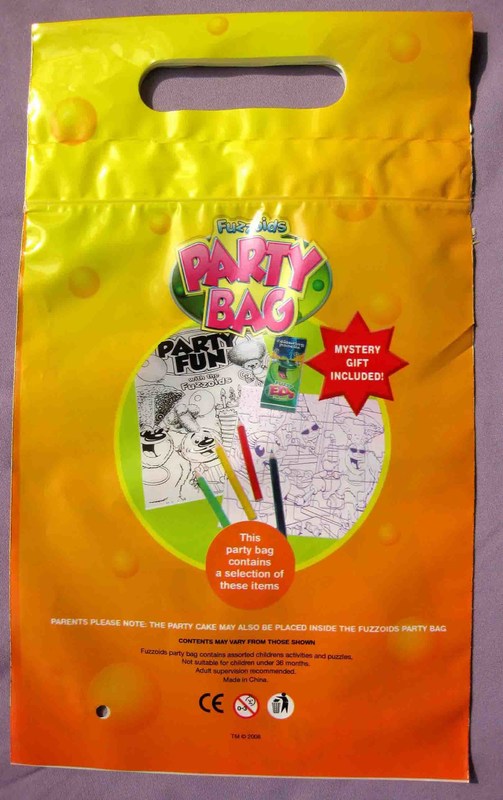 Fuzzoids
PARTY
BAG
PARTY
FUN
with the
Fuzzoids
MYSTERY
GIFT
INCLUDED!
This
party bag
contains
a selection of
these items
PARENTS PLEASE NOTE: THE PARTY CAKE MAY ALSO BE PLACED INSIDE THE FUZZOIDS PARTY BAG
CONTENTS MAY VARY FROM THOSE SHOWN
Fuzzoids party bag contains assorted childrens activities and puzzles.
Not suitable for children under 36 months.
Adult supervision recommended.
Made in China.
CE
0-3
TM © 2008